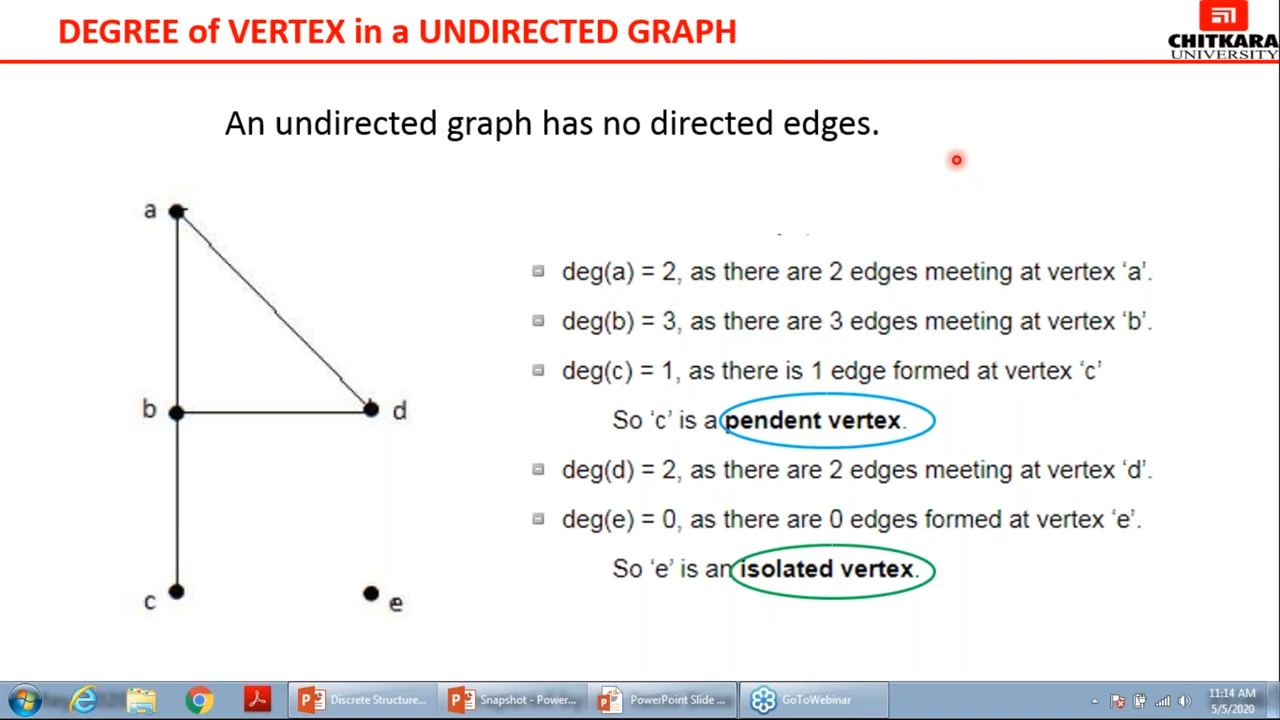 DEGREE of VERTEX in a UNDIRECTED GRAPH
CHITKARA
UNIVERSITY
An undirected graph has no directed edges.
a
b
d
c
e
deg(a) = 2, as there are 2 edges meeting at vertex ‘a’.
deg(b) = 3, as there are 3 edges meeting at vertex ‘b’.
deg(c) = 1, as there is 1 edge formed at vertex ‘c’
So ‘c’ is a pendent vertex.
deg(d) = 2, as there are 2 edges meeting at vertex ‘d’.
deg(e) = 0, as there are 0 edges formed at vertex ‘e’.
So ‘e’ is an isolated vertex.
Discrete Structure...
Snapshot - Power...
PowerPoint Slide ...
GoToWebinar
11:14 AM
5/5/2020